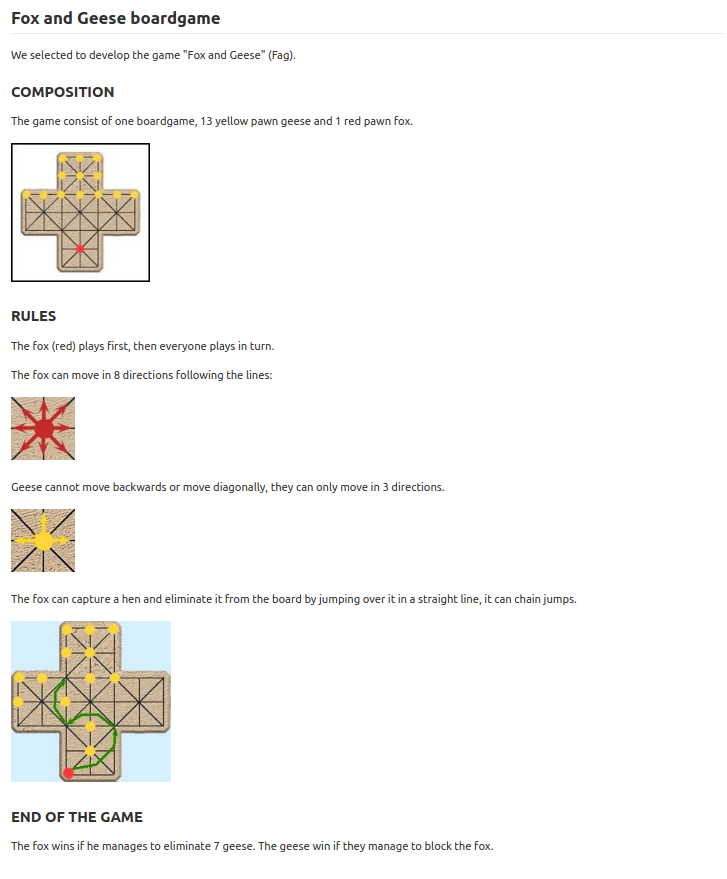 Fox and Geese boardgame
We selected to develop the game "Fox and Geese" (Fag).
COMPOSITION
The game consist of one boardgame, 13 yellow pawn geese and 1 red pawn fox.
RULES
The fox (red) plays first, then everyone plays in turn.
The fox can move in 8 directions following the lines:
Geese cannot move backwards or move diagonally, they can only move in 3 directions.
The fox can capture a hen and eliminate it from the board by jumping over it in a straight line, it can chain jumps.
END OF THE GAME
The fox wins if he manages to eliminate 7 geese. The geese win if they manage to block the fox.